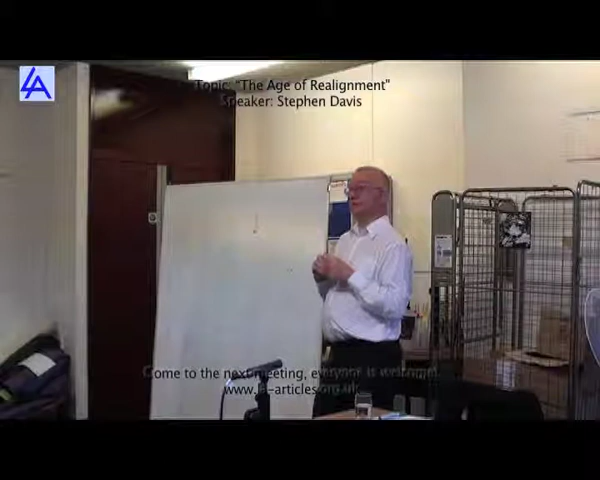 LA
Topic: "The Age of Realignment"
Speaker: Stephen Davis
Come to the next meeting, everyone is welcome!
www.la-articles.org.uk